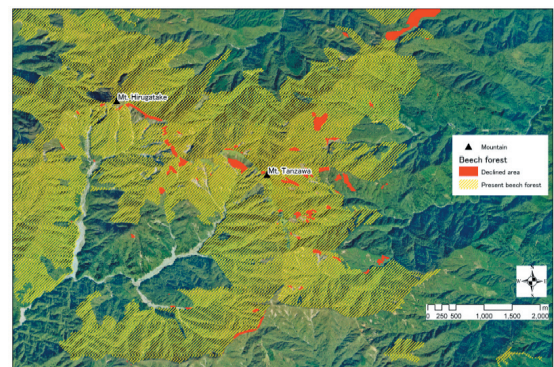 Mt. Hirugatake
Mt. Tanzawa
Mountain
Beech forest
Declined area
Present beech forest
N
W E
S
m
0 250 500 1,000 1,500 2,000